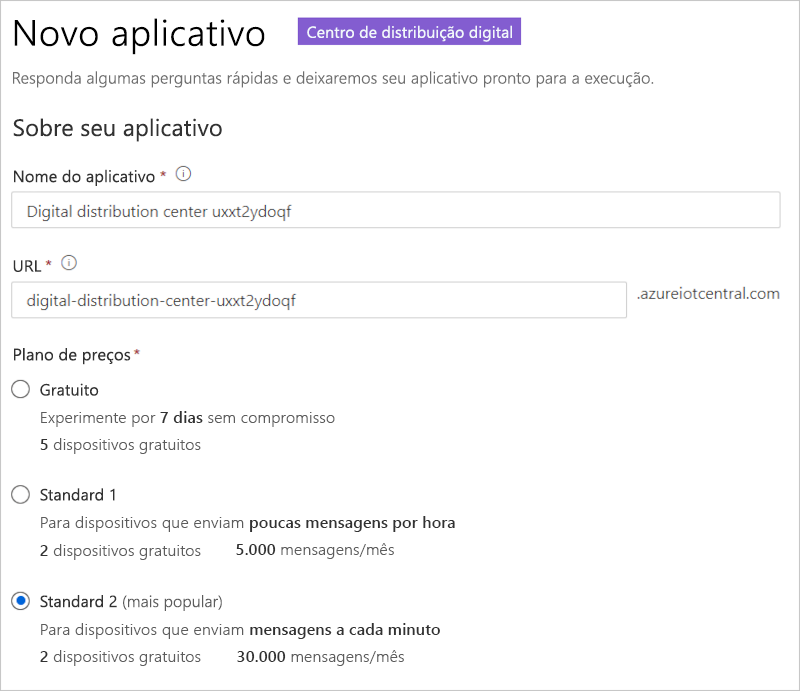 Novo aplicativo Centro de distribuição digital
Responda algumas perguntas rápidas e deixaremos seu aplicativo pronto para a execução.
Sobre seu aplicativo
Nome do aplicativo *
Digital distribution center uxxt2ydoqf
URL *
digital-distribution-center-uxxt2ydoqf .azureiotcentral.com
Plano de preços *
Gratuito
Experimente por 7 dias sem compromisso
5 dispositivos gratuitos
Standard 1
Para dispositivos que enviam poucas mensagens por hora
2 dispositivos gratuitos 5.000 mensagens/mês
Standard 2 (mais popular)
Para dispositivos que enviam mensagens a cada minuto
2 dispositivos gratuitos 30.000 mensagens/mês